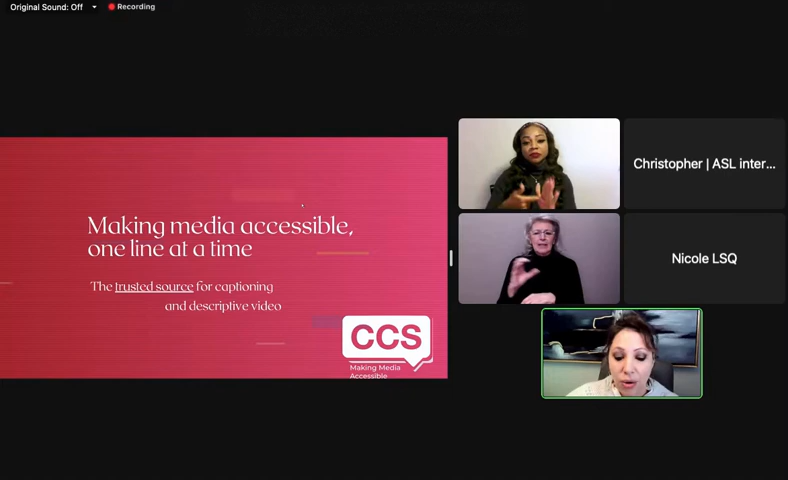 Original Sound: Off
Recording
Making media accessible,
one line at a time
The trusted source for captioning
and descriptive video
CCS
Making Media
Accessible
Christopher | ASL inter...
Nicole LSQ